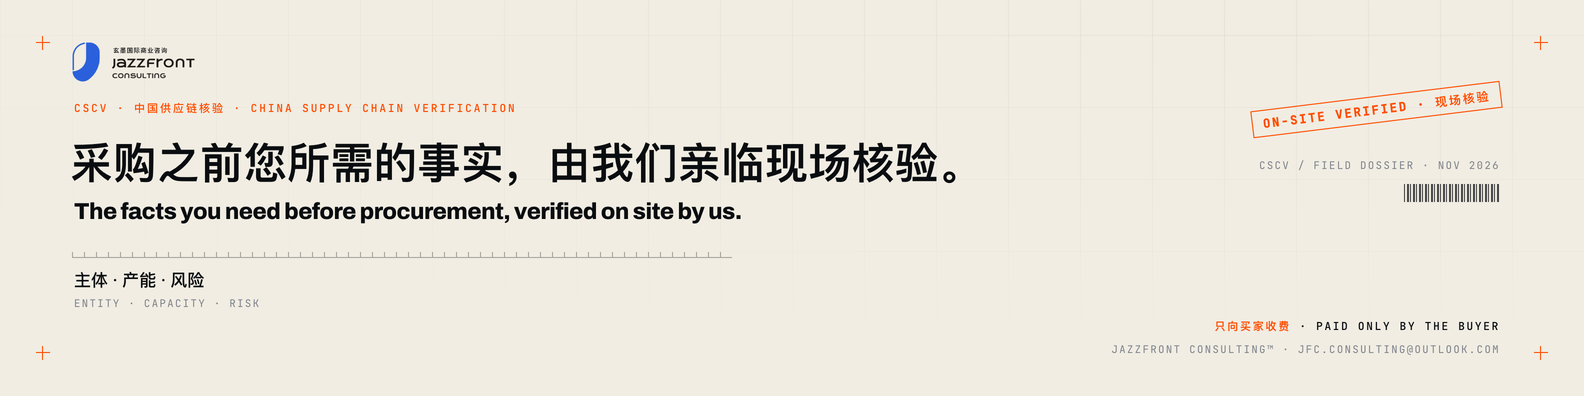 玄墨国际商业咨询
JAZZFRONT
CONSULTING
CSCV · 中国供应链核验 · CHINA SUPPLY CHAIN VERIFICATION
采购之前您所需的事实，由我们亲临现场核验。
The facts you need before procurement, verified on site by us.
主体 · 产能 · 风险
ENTITY · CAPACITY · RISK
ON-SITE VERIFIED · 现场核验
CSCV / FIELD DOSSIER · NOV 2026
只向买家收费 · PAID ONLY BY THE BUYER
JAZZFRONT CONSULTING™ · JFC.CONSULTING@OUTLOOK.COM